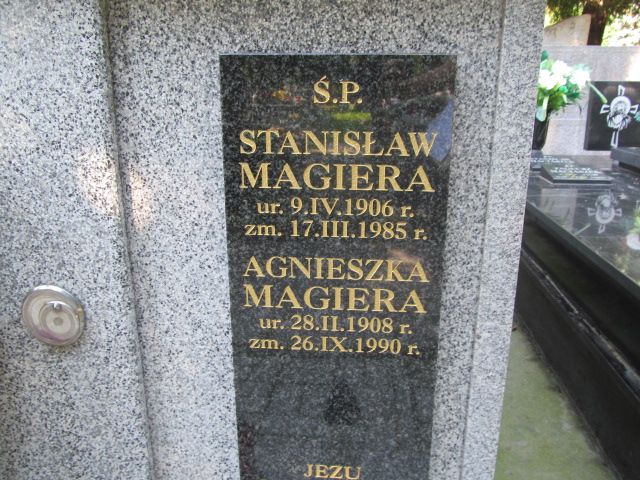 Ś.P.
STANISŁAW
MAGIERA
ur. 9.IV.1906 r.
zm. 17.III.1985 r.
AGNIESZKA
MAGIERA
ur. 28.II.1908 r.
zm. 26.IX.1990 r.
JEZU